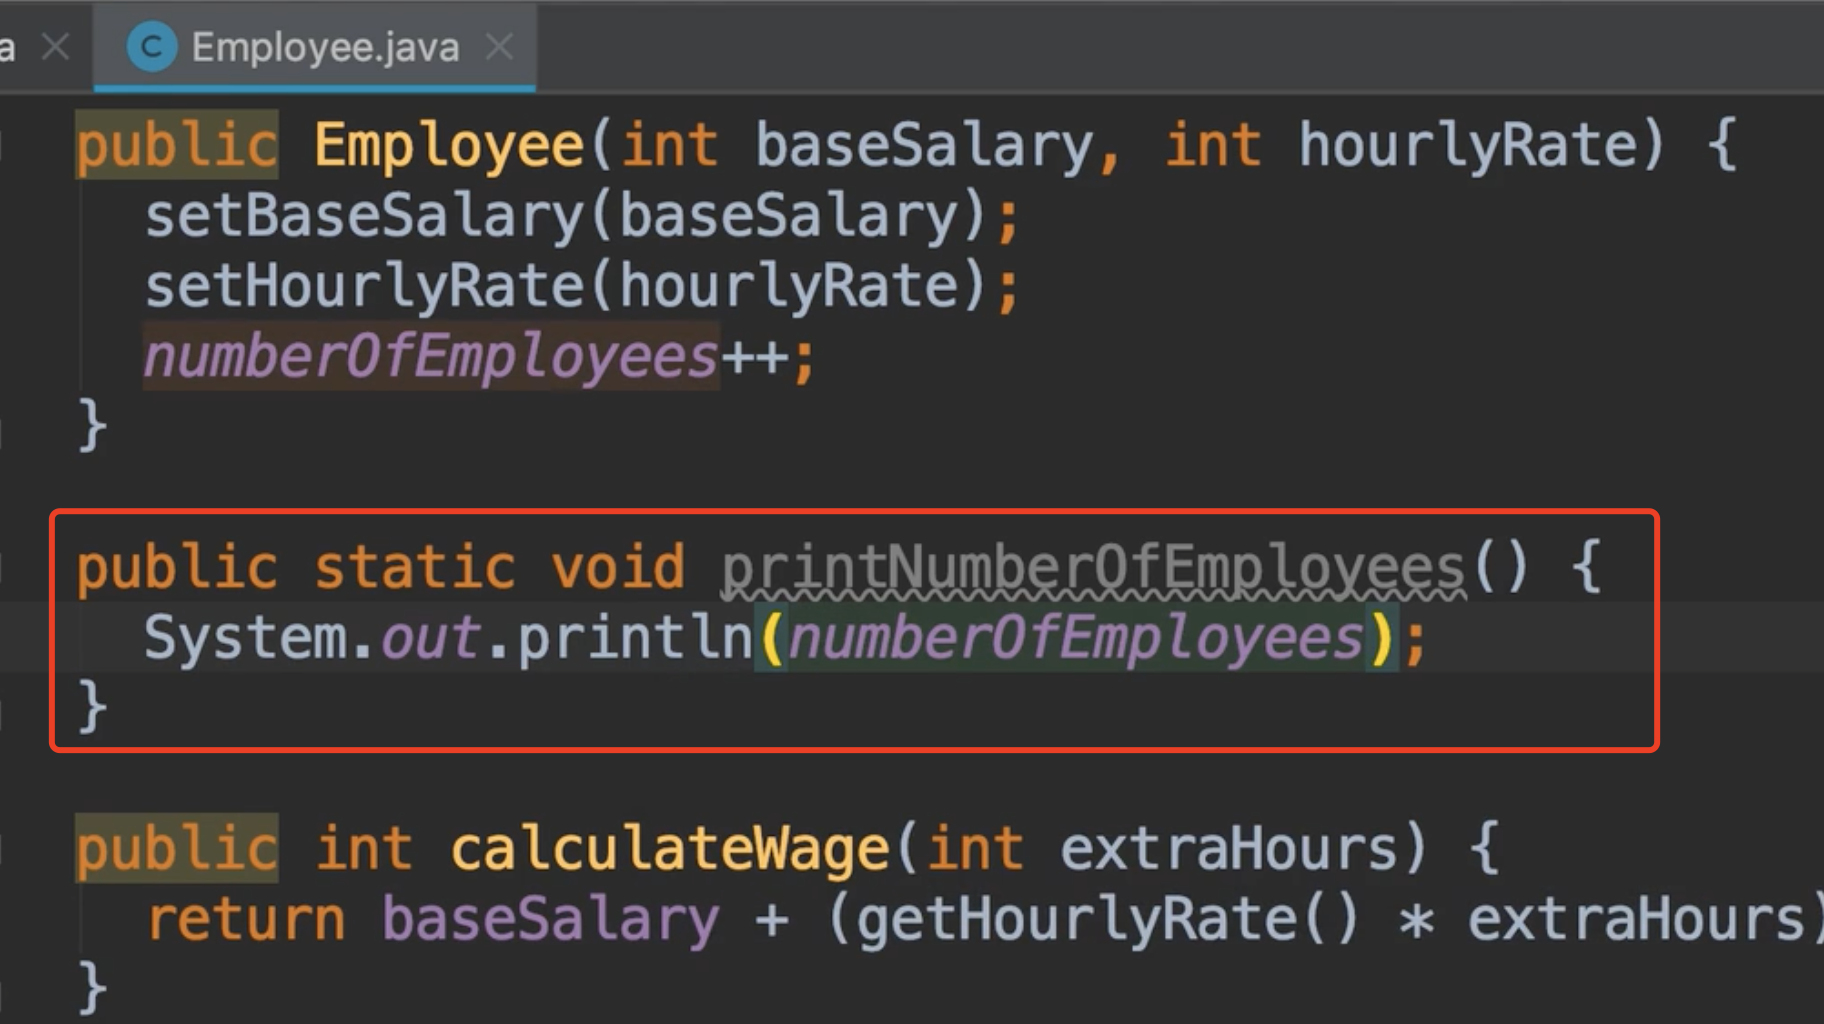 a
C Employee.java
public Employee(int baseSalary, int hourlyRate) {
setBaseSalary(baseSalary);
setHourlyRate(hourlyRate);
numberOfEmployees++;
}
public static void printNumberOfEmployees() {
System.out.println(numberOfEmployees);
}
public int calculateWage(int extraHours) {
return baseSalary + (getHourlyRate() * extraHours)
}